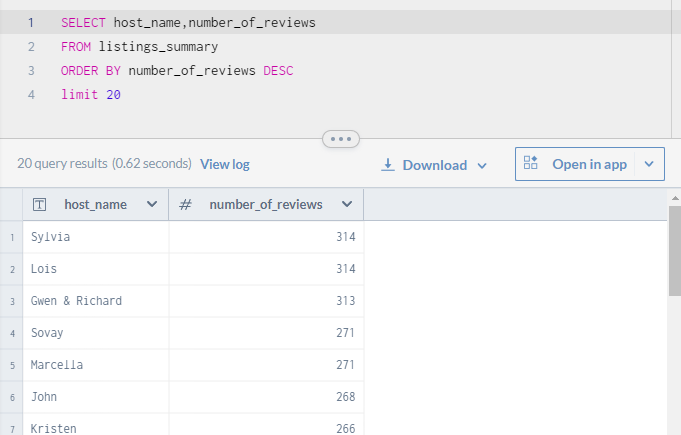 1 SELECT host_name,number_of_reviews
2 FROM listings_summary
3 ORDER BY number_of_reviews DESC
4 limit 20
20 query results (0.62 seconds) View log Download Open in app
T host_name # number_of_reviews
1 Sylvia 314
2 Lois 314
3 Gwen & Richard 313
4 Sovay 271
5 Marcella 271
6 John 268
7 Kristen 266